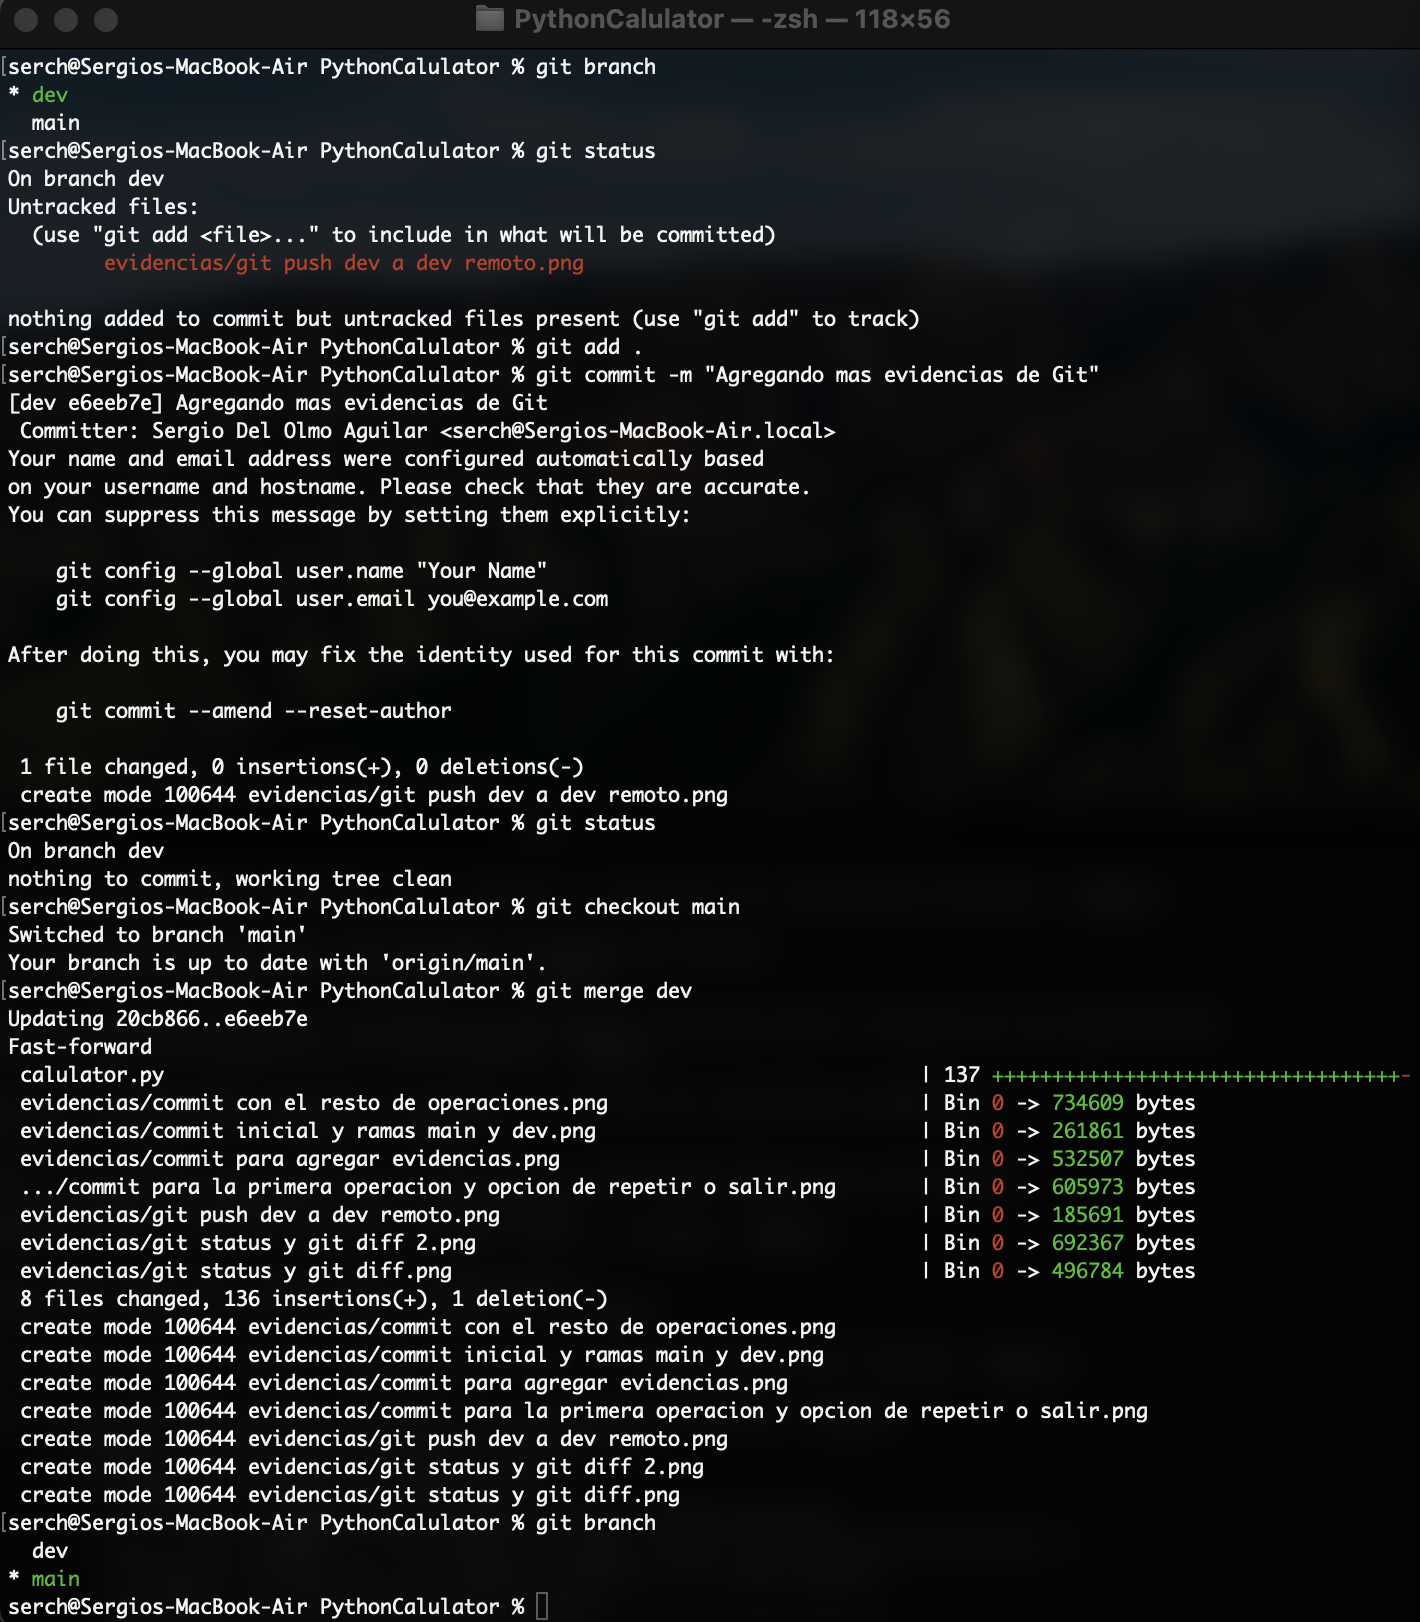 PythonCalulator — -zsh — 118×56
[serch@Sergios-MacBook-Air PythonCalulator % git branch
* dev
  main
[serch@Sergios-MacBook-Air PythonCalulator % git status
On branch dev
Untracked files:
  (use "git add <file>..." to include in what will be committed)
        evidencias/git push dev a dev remoto.png

nothing added to commit but untracked files present (use "git add" to track)
[serch@Sergios-MacBook-Air PythonCalulator % git add .
[serch@Sergios-MacBook-Air PythonCalulator % git commit -m "Agregando mas evidencias de Git"
[dev e6eeb7e] Agregando mas evidencias de Git
 Committer: Sergio Del Olmo Aguilar <serch@Sergios-MacBook-Air.local>
Your name and email address were configured automatically based
on your username and hostname. Please check that they are accurate.
You can suppress this message by setting them explicitly:

    git config --global user.name "Your Name"
    git config --global user.email you@example.com

After doing this, you may fix the identity used for this commit with:

    git commit --amend --reset-author

 1 file changed, 0 insertions(+), 0 deletions(-)
 create mode 100644 evidencias/git push dev a dev remoto.png
[serch@Sergios-MacBook-Air PythonCalulator % git status
On branch dev
nothing to commit, working tree clean
[serch@Sergios-MacBook-Air PythonCalulator % git checkout main
Switched to branch 'main'
Your branch is up to date with 'origin/main'.
[serch@Sergios-MacBook-Air PythonCalulator % git merge dev
Updating 20cb866..e6eeb7e
Fast-forward
 calulator.py | 137 ++++++++++++++++++++++++++++++++++-
 evidencias/commit con el resto de operaciones.png | Bin 0 -> 734609 bytes
 evidencias/commit inicial y ramas main y dev.png | Bin 0 -> 261861 bytes
 evidencias/commit para agregar evidencias.png | Bin 0 -> 532507 bytes
 .../commit para la primera operacion y opcion de repetir o salir.png | Bin 0 -> 605973 bytes
 evidencias/git push dev a dev remoto.png | Bin 0 -> 185691 bytes
 evidencias/git status y git diff 2.png | Bin 0 -> 692367 bytes
 evidencias/git status y git diff.png | Bin 0 -> 496784 bytes
 8 files changed, 136 insertions(+), 1 deletion(-)
 create mode 100644 evidencias/commit con el resto de operaciones.png
 create mode 100644 evidencias/commit inicial y ramas main y dev.png
 create mode 100644 evidencias/commit para agregar evidencias.png
 create mode 100644 evidencias/commit para la primera operacion y opcion de repetir o salir.png
 create mode 100644 evidencias/git push dev a dev remoto.png
 create mode 100644 evidencias/git status y git diff 2.png
 create mode 100644 evidencias/git status y git diff.png
[serch@Sergios-MacBook-Air PythonCalulator % git branch
  dev
* main
serch@Sergios-MacBook-Air PythonCalulator %